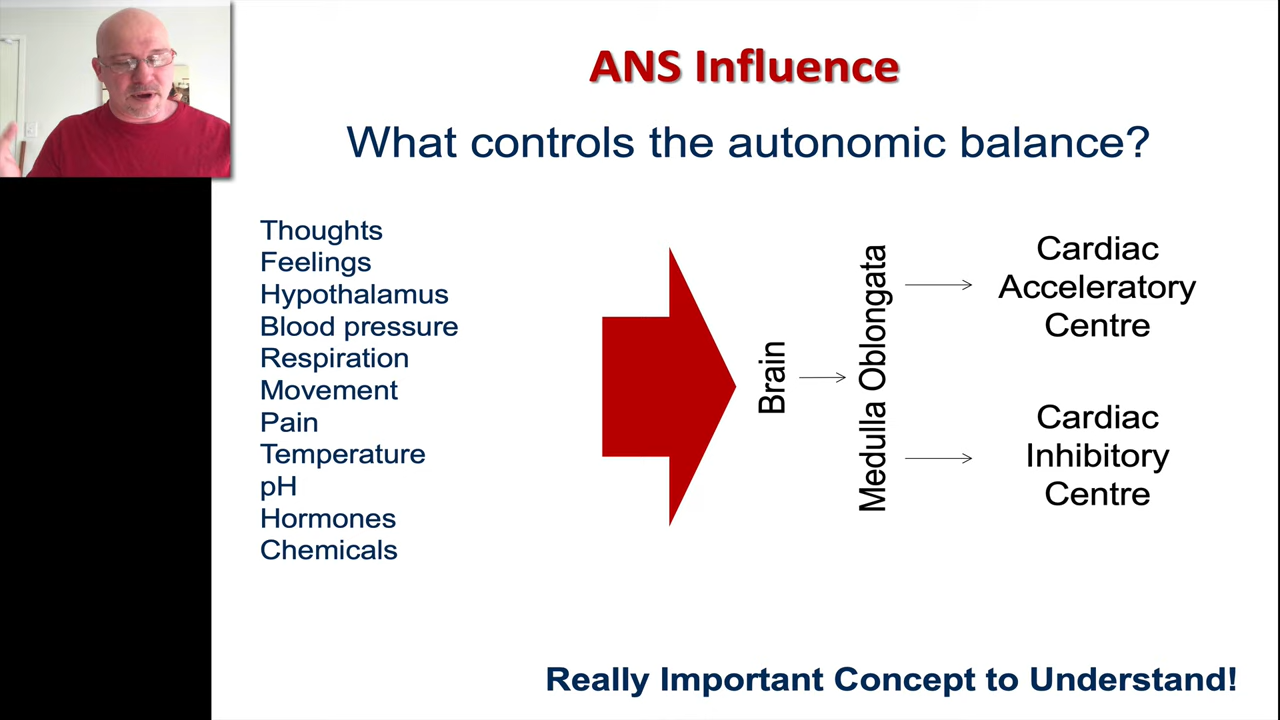 ANS Influence
What controls the autonomic balance?
Thoughts
Feelings
Hypothalamus
Blood pressure
Respiration
Movement
Pain
Temperature
pH
Hormones
Chemicals
Brain
Medulla Oblongata
Cardiac
Acceleratory
Centre
Cardiac
Inhibitory
Centre
Really Important Concept to Understand!